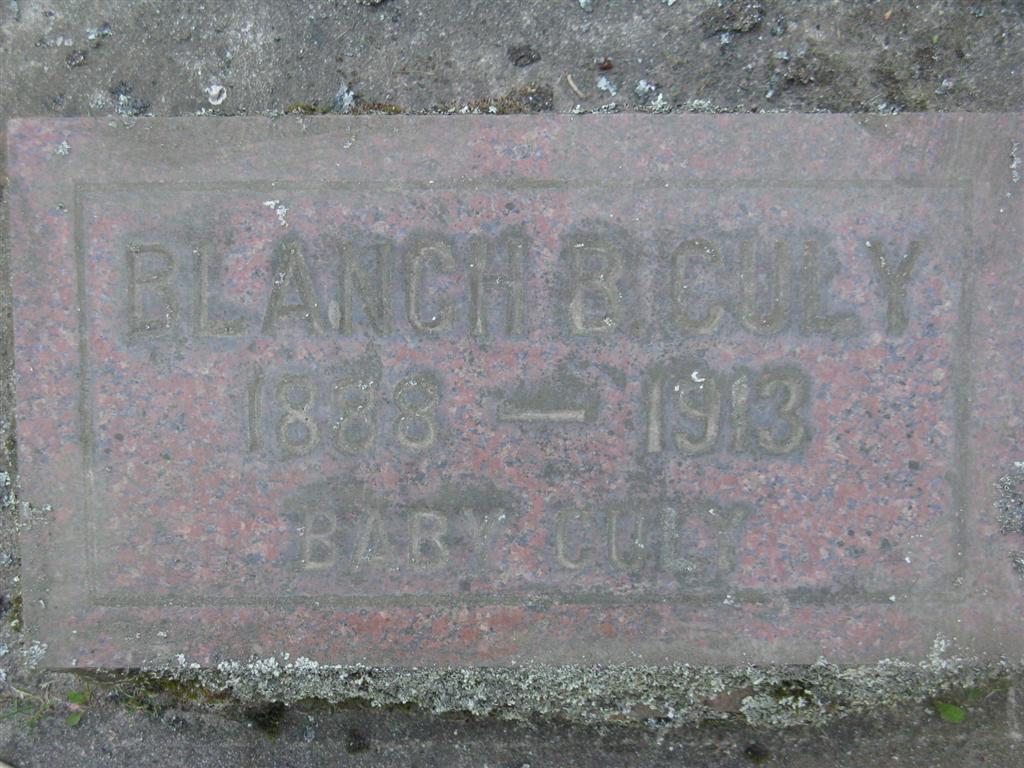 BLANCH B. CULY
1888 — 1913
BABY CULY